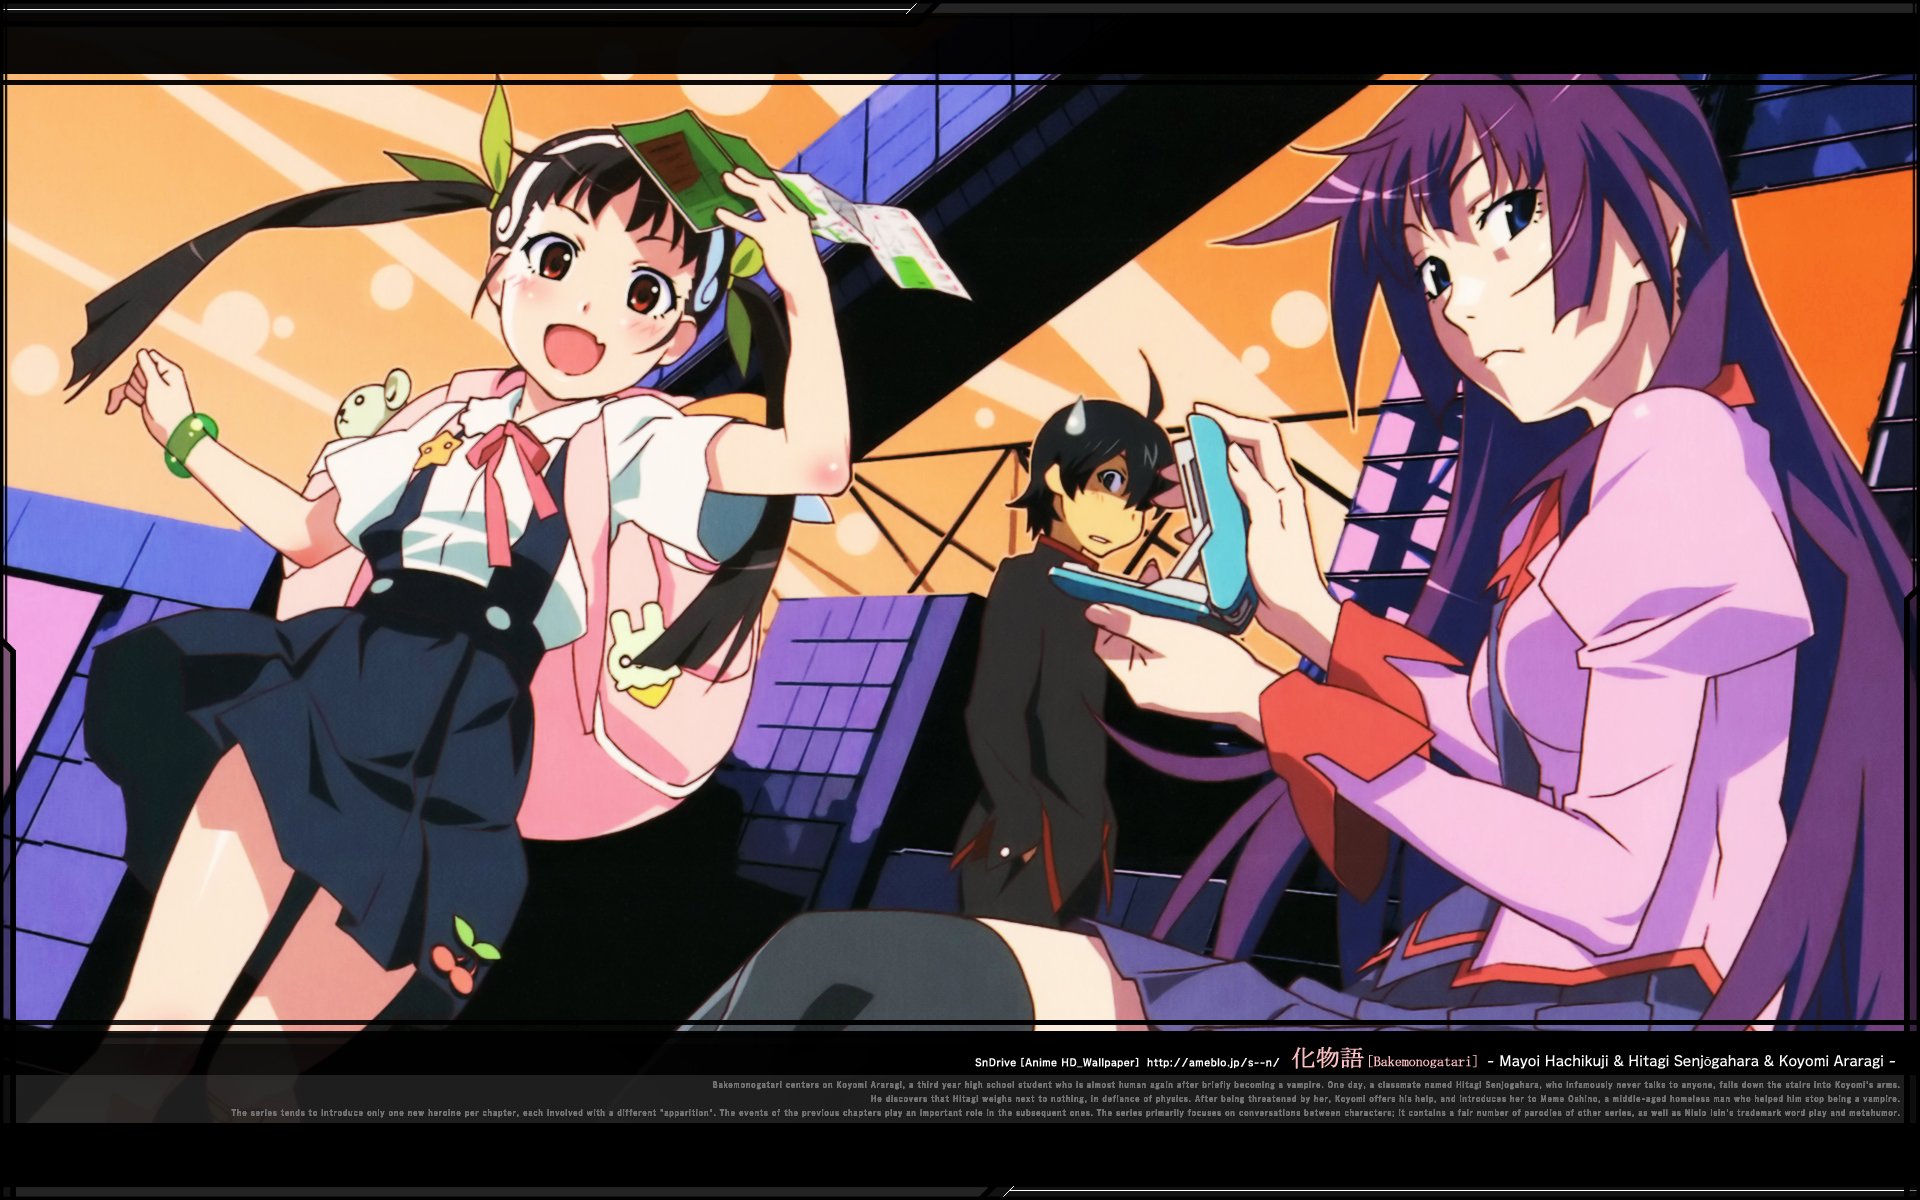 SnDrive [Anime HD_Wallpaper] http://ameblo.jp/s--n/ 化物語 [Bakemonogatari] - Mayoi Hachikuji & Hitagi Senjōgahara & Koyomi Araragi -
Bakemonogatari centers on Koyomi Araragi, a third year high school student who is almost human again after briefly becoming a vampire. One day, a classmate named Hitagi Senjogahara, who infamously never talks to anyone, falls down the stairs into Koyomi's arms.
He discovers that Hitagi weighs next to nothing, in defiance of physics. After being threatened by her, Koyomi offers his help, and introduces her to Meme Oshino, a middle-aged homeless man who helped him stop being a vampire.
The series tends to introduce only one new heroine per chapter, each involved with a different "apparition". The events of the previous chapters play an important role in the subsequent ones. The series primarily focuses on conversations between characters; it contains a fair number of parodies of other series, as well as Nisio Isin's trademark word play and metahumor.